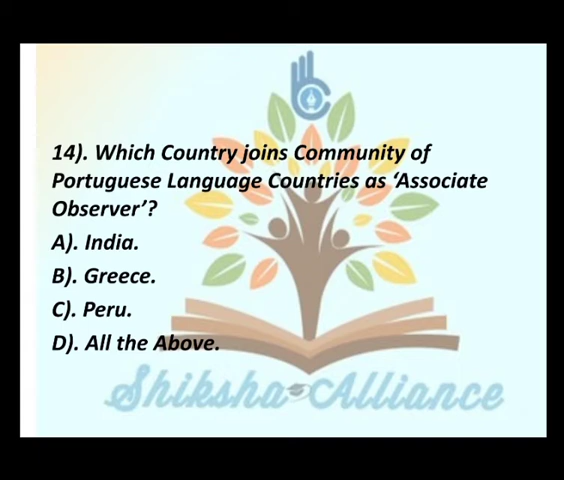 14). Which Country joins Community of
Portuguese Language Countries as ‘Associate
Observer’?
A). India.
B). Greece.
C). Peru.
D). All the Above.
Shiksha Alliance